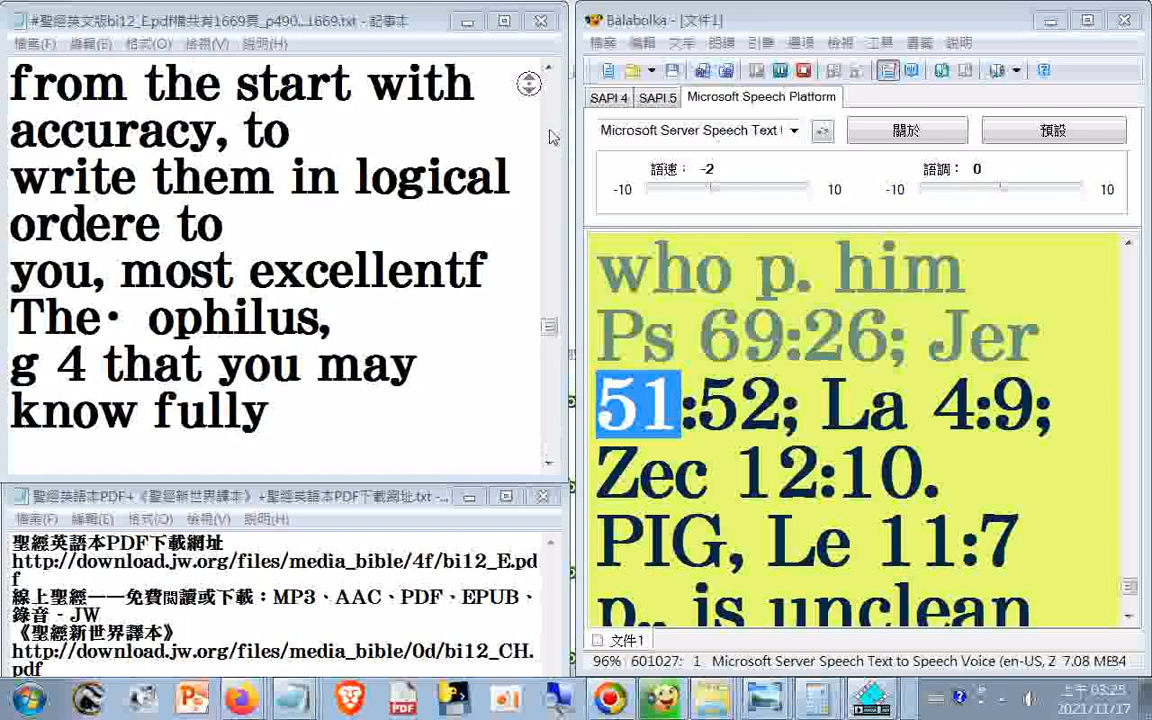 #聖經英文版bi12_E.pdf檔共有1669頁_p490...1669.txt - 記事本
檔案(F) 編輯(E) 格式(O) 檢視(V) 說明(H)
from the start with
accuracy, to
write them in logical
ordere to
you, most excellentf
The· ophilus,
g 4 that you may
know fully
聖經英語本PDF+《聖經新世界譯本》+聖經英語本PDF下載網址.txt - ...
檔案(F) 編輯(E) 格式(O) 檢視(V) 說明(H)
聖經英語本PDF下載網址
http://download.jw.org/files/media_bible/4f/bi12_E.pd
f
線上聖經——免費閱讀或下載：MP3、AAC、PDF、EPUB、
錄音 - JW
《聖經新世界譯本》
http://download.jw.org/files/media_bible/0d/bi12_CH.
pdf
Balabolka - [文件1]
檔案 編輯 文字 朗讀 引擎 選項 檢視 工具 書籤 說明
SAPI 4 SAPI 5 Microsoft Speech Platform
Microsoft Server Speech Text 關於 預設
語速： -2 語調： 0
-10 10 -10 10
who p. him
Ps 69:26; Jer
51:52; La 4:9;
Zec 12:10.
PIG, Le 11:7
p.. is unclean
文件1
96% 601027: 1 Microsoft Server Speech Text to Speech Voice (en-US, Z 7.08 MB
PDF
上午 03:25
2021/11/17